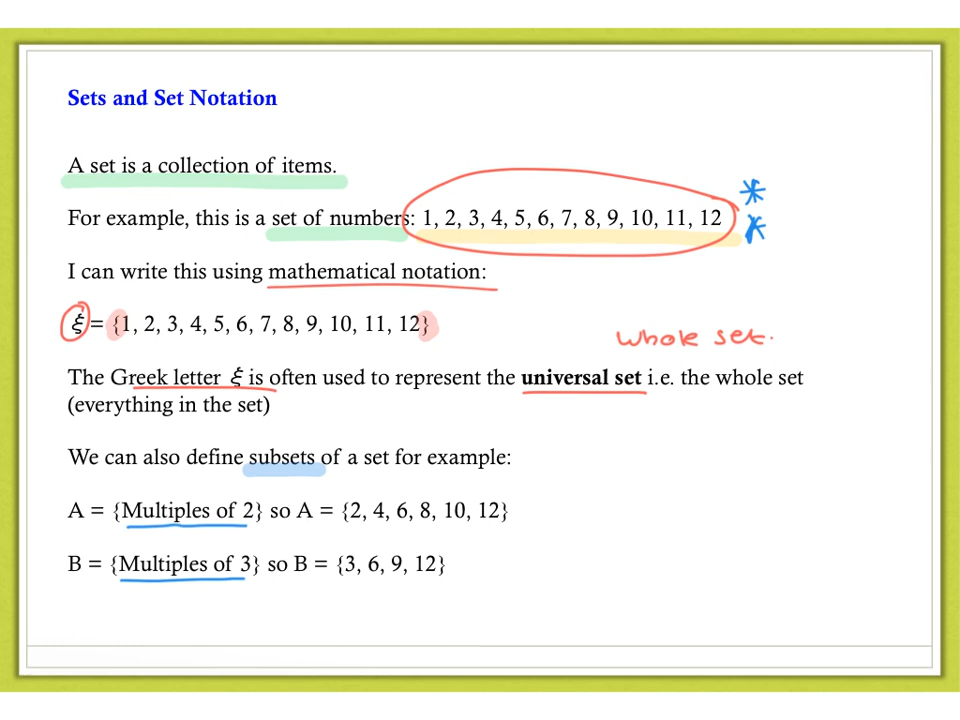 Sets and Set Notation
A set is a collection of items.
For example, this is a set of numbers: 1, 2, 3, 4, 5, 6, 7, 8, 9, 10, 11, 12
I can write this using mathematical notation:
ξ = {1, 2, 3, 4, 5, 6, 7, 8, 9, 10, 11, 12}
Whole set.
The Greek letter ξ is often used to represent the universal set i.e. the whole set
(everything in the set)
We can also define subsets of a set for example:
A = {Multiples of 2} so A = {2, 4, 6, 8, 10, 12}
B = {Multiples of 3} so B = {3, 6, 9, 12}